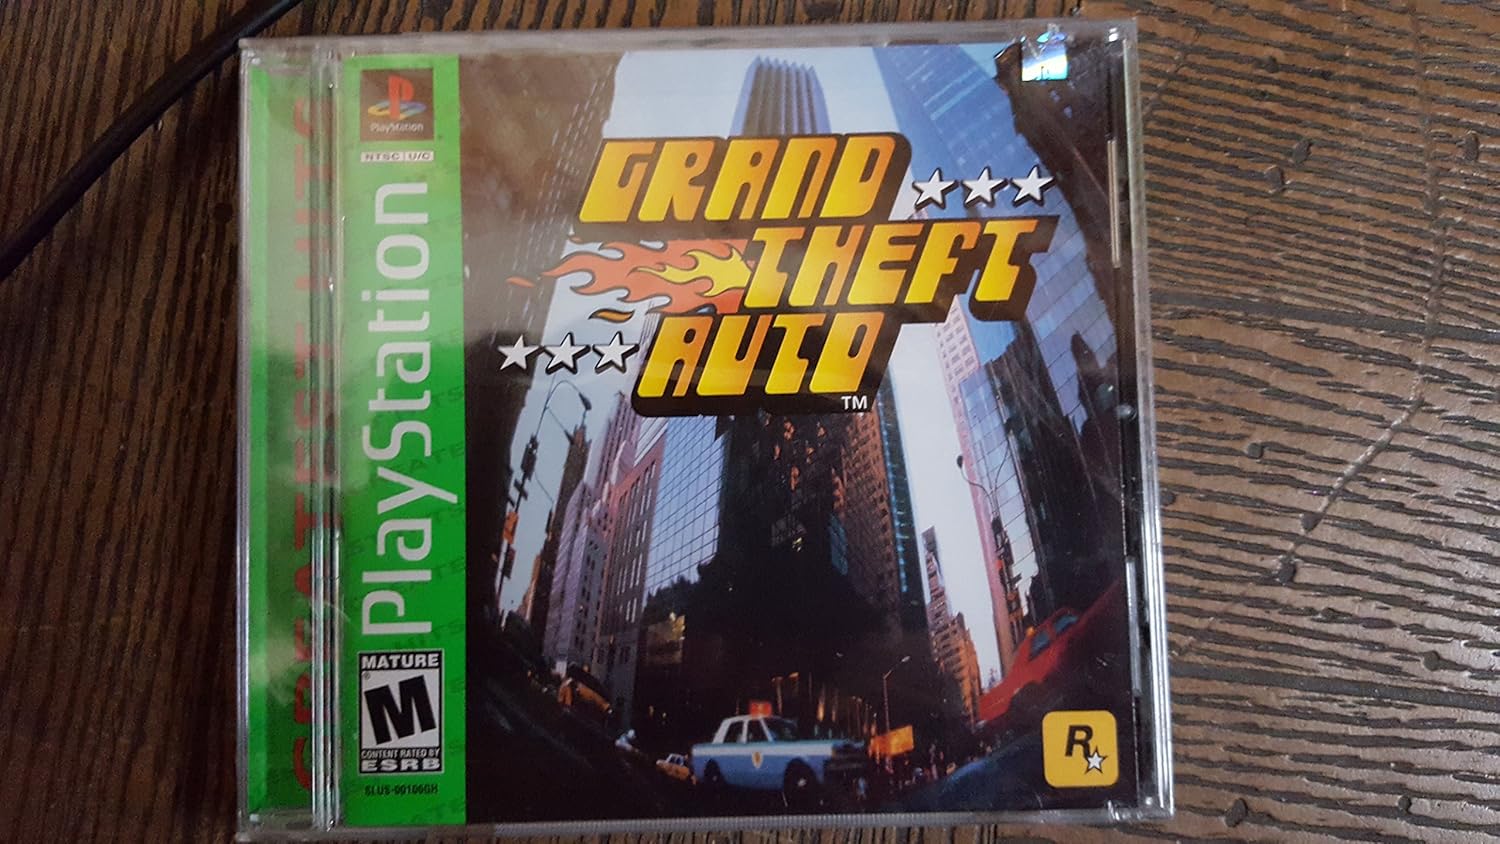 GREATEST HITS
PlayStation
NTSC U/C
PlayStation
MATURE
M
CONTENT RATED BY
ESRB
SLUS-00106GH
GRAND
THEFT
AUTO
TM
R